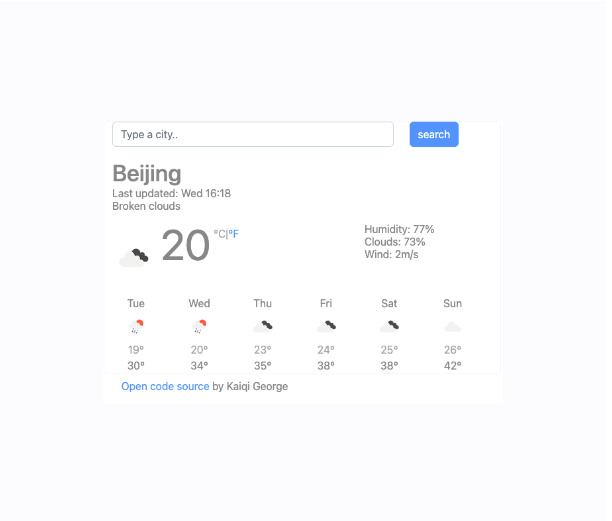 Type a city..
search
Beijing
Last updated: Wed 16:18
Broken clouds
20 °C|°F
Humidity: 77%
Clouds: 73%
Wind: 2m/s
Tue Wed Thu Fri Sat Sun
19° 20° 23° 24° 25° 26°
30° 34° 35° 38° 38° 42°
Open code source by Kaiqi George